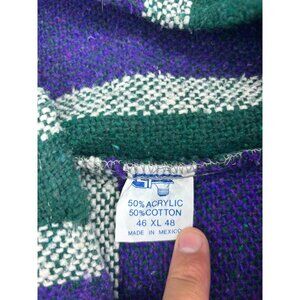 50% ACRYLIC
50% COTTON
46 XL 48
MADE IN MEXICO